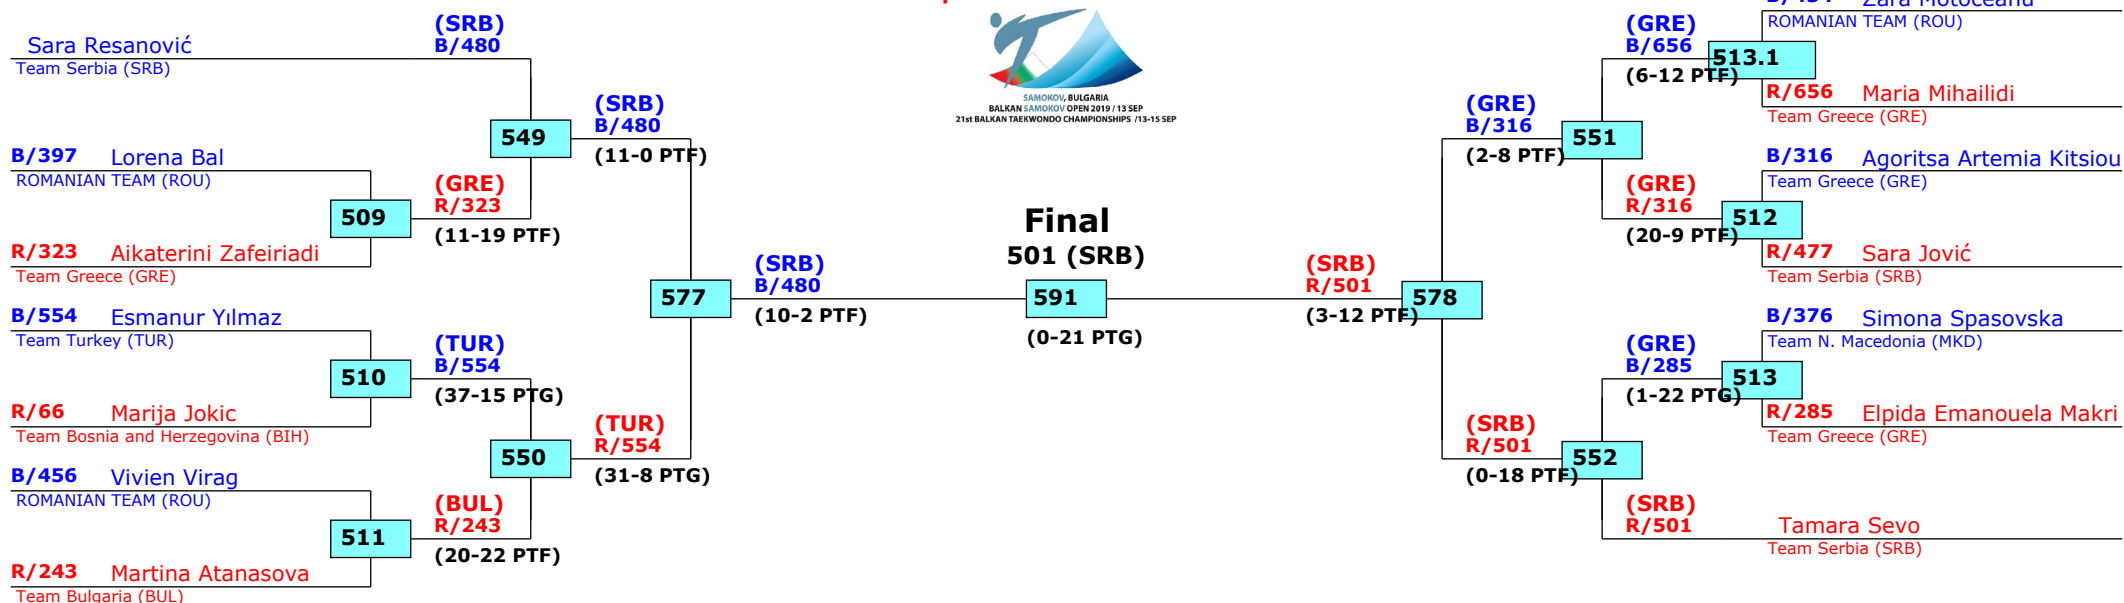 Sara Resanović
Team Serbia (SRB)
(SRB)
B/480
549
B/397 Lorena Bal
ROMANIAN TEAM (ROU)
509
R/323 Aikaterini Zafeiriadi
Team Greece (GRE)
(GRE)
R/323
(11-19 PTF)
(SRB)
B/480
(11-0 PTF)
B/554 Esmanur Yılmaz
Team Turkey (TUR)
510
R/66 Marija Jokic
Team Bosnia and Herzegovina (BIH)
(TUR)
B/554
(37-15 PTG)
550
B/456 Vivien Virag
ROMANIAN TEAM (ROU)
511
R/243 Martina Atanasova
Team Bulgaria (BUL)
(BUL)
R/243
(20-22 PTF)
(TUR)
R/554
(31-8 PTG)
577
(SRB)
B/480
(10-2 PTF)
SAMOKOV, BULGARIA
BALKAN SAMOKOV OPEN 2019 / 13 SEP
21st BALKAN TAEKWONDO CHAMPIONSHIPS /13-15 SEP
Final
501 (SRB)
591
(0-21 PTG)
(SRB)
R/501
(3-12 PTF)
578
(GRE)
B/316
(2-8 PTF)
551
(GRE)
B/656
(6-12 PTF)
513.1
Zara Motoceanu
ROMANIAN TEAM (ROU)
R/656 Maria Mihailidi
Team Greece (GRE)
B/316 Agoritsa Artemia Kitsiou
Team Greece (GRE)
(GRE)
R/316
(20-9 PTF)
512
R/477 Sara Jović
Team Serbia (SRB)
B/376 Simona Spasovska
Team N. Macedonia (MKD)
(GRE)
B/285
(1-22 PTG)
513
R/285 Elpida Emanouela Makri
Team Greece (GRE)
(SRB)
R/501
(0-18 PTF)
552
(SRB)
R/501
Tamara Sevo
Team Serbia (SRB)